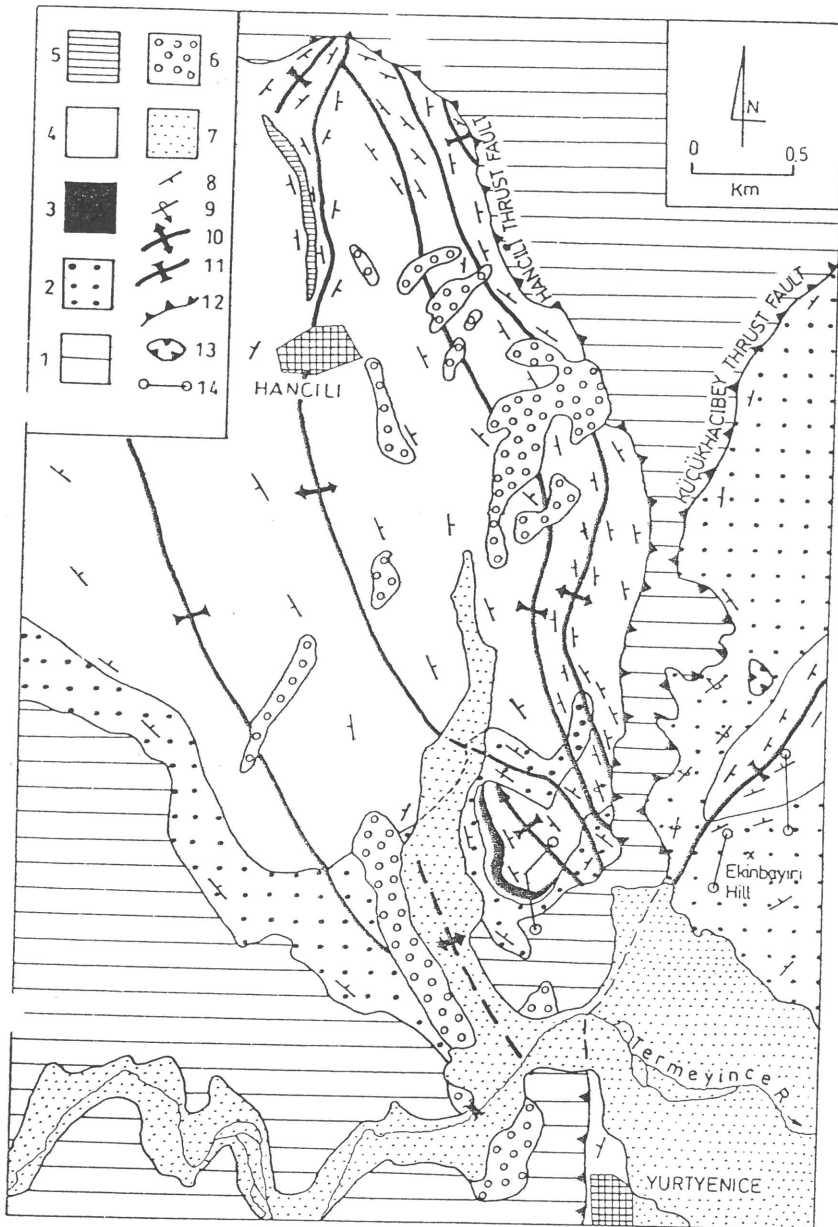 5
6
4
7
3
8
9
10
2
11
12
1
13
14
N
0
0.5
Km
HANCILI THRUST FAULT
KÜÇÜKHACIBEY THRUST FAULT
HANCILI
Ekinbayırı
Hill
Termeyince R.
YURTYENICE